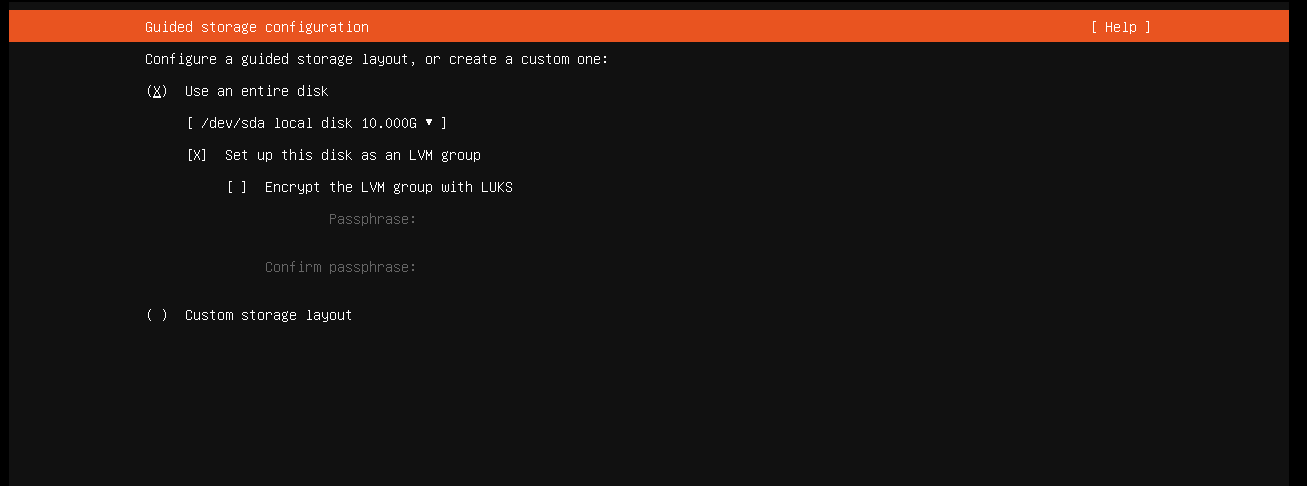 Guided storage configuration [ Help ]
Configure a guided storage layout, or create a custom one:
(X) Use an entire disk
[ /dev/sda local disk 10.000G ▾ ]
[X] Set up this disk as an LVM group
[ ] Encrypt the LVM group with LUKS
Passphrase:
Confirm passphrase:
( ) Custom storage layout